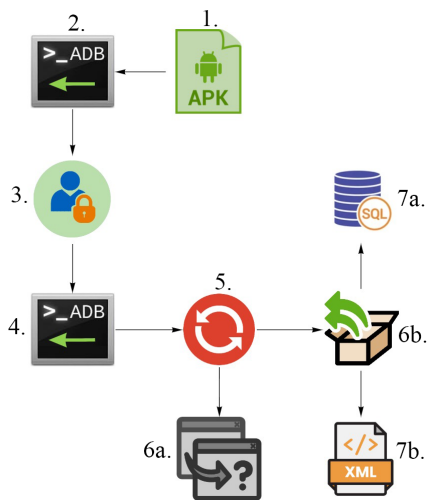 1.
2.
>_ADB
APK
3.
7a.
SQL
5.
4.
>_ADB
6b.
6a.
?
7b.
</>
XML